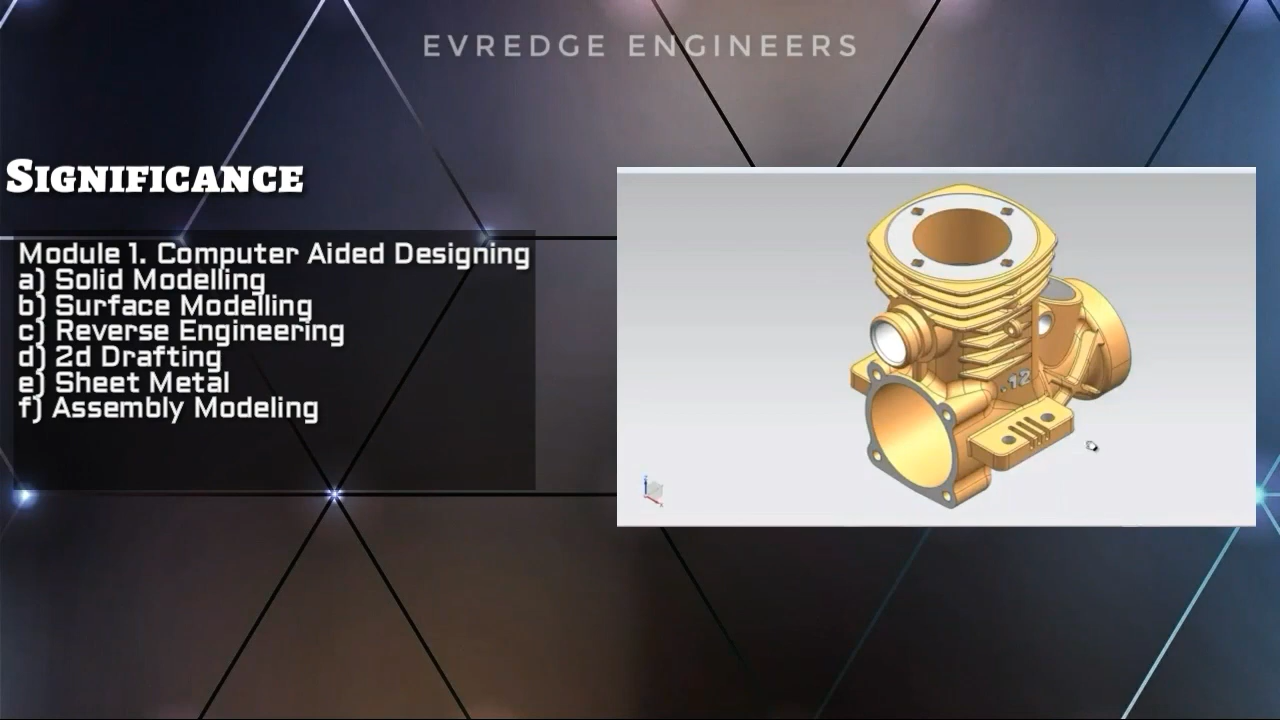 EVREDGE ENGINEERS
SIGNIFICANCE
Module 1. Computer Aided Designing
a) Solid Modelling
b) Surface Modelling
c) Reverse Engineering
d) 2d Drafting
e) Sheet Metal
f) Assembly Modeling
.12